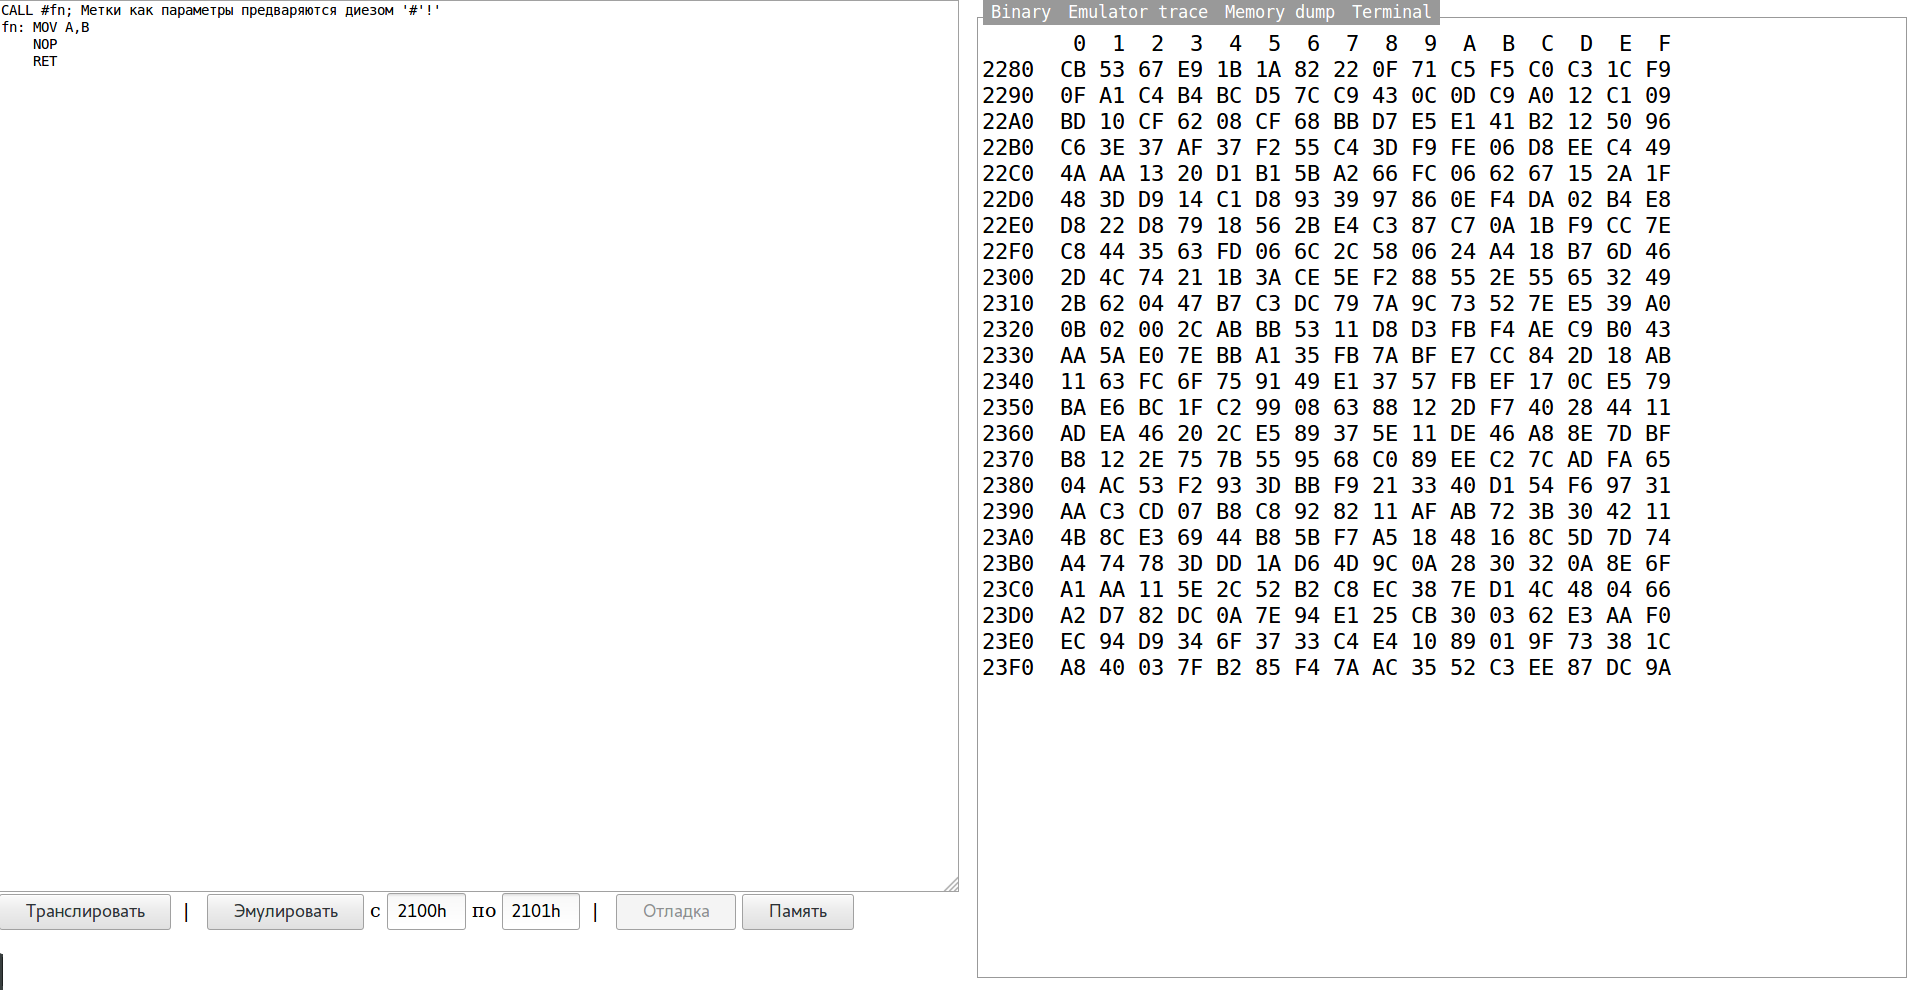 CALL #fn; Метки как параметры предваряются диезом '#'!'
fn: MOV A,B
    NOP
    RET
Транслировать | Эмулировать с 2100h по 2101h | Отладка Память
Binary Emulator trace Memory dump Terminal
0 1 2 3 4 5 6 7 8 9 A B C D E F
2280 CB 53 67 E9 1B 1A 82 22 0F 71 C5 F5 C0 C3 1C F9
2290 0F A1 C4 B4 BC D5 7C C9 43 0C 0D C9 A0 12 C1 09
22A0 BD 10 CF 62 08 CF 68 BB D7 E5 E1 41 B2 12 50 96
22B0 C6 3E 37 AF 37 F2 55 C4 3D F9 FE 06 D8 EE C4 49
22C0 4A AA 13 20 D1 B1 5B A2 66 FC 06 62 67 15 2A 1F
22D0 48 3D D9 14 C1 D8 93 39 97 86 0E F4 DA 02 B4 E8
22E0 D8 22 D8 79 18 56 2B E4 C3 87 C7 0A 1B F9 CC 7E
22F0 C8 44 35 63 FD 06 6C 2C 58 06 24 A4 18 B7 6D 46
2300 2D 4C 74 21 1B 3A CE 5E F2 88 55 2E 55 65 32 49
2310 2B 62 04 47 B7 C3 DC 79 7A 9C 73 52 7E E5 39 A0
2320 0B 02 00 2C AB BB 53 11 D8 D3 FB F4 AE C9 B0 43
2330 AA 5A E0 7E BB A1 35 FB 7A BF E7 CC 84 2D 18 AB
2340 11 63 FC 6F 75 91 49 E1 37 57 FB EF 17 0C E5 79
2350 BA E6 BC 1F C2 99 08 63 88 12 2D F7 40 28 44 11
2360 AD EA 46 20 2C E5 89 37 5E 11 DE 46 A8 8E 7D BF
2370 B8 12 2E 75 7B 55 95 68 C0 89 EE C2 7C AD FA 65
2380 04 AC 53 F2 93 3D BB F9 21 33 40 D1 54 F6 97 31
2390 AA C3 CD 07 B8 C8 92 82 11 AF AB 72 3B 30 42 11
23A0 4B 8C E3 69 44 B8 5B F7 A5 18 48 16 8C 5D 7D 74
23B0 A4 74 78 3D DD 1A D6 4D 9C 0A 28 30 32 0A 8E 6F
23C0 A1 AA 11 5E 2C 52 B2 C8 EC 38 7E D1 4C 48 04 66
23D0 A2 D7 82 DC 0A 7E 94 E1 25 CB 30 03 62 E3 AA F0
23E0 EC 94 D9 34 6F 37 33 C4 E4 10 89 01 9F 73 38 1C
23F0 A8 40 03 7F B2 85 F4 7A AC 35 52 C3 EE 87 DC 9A